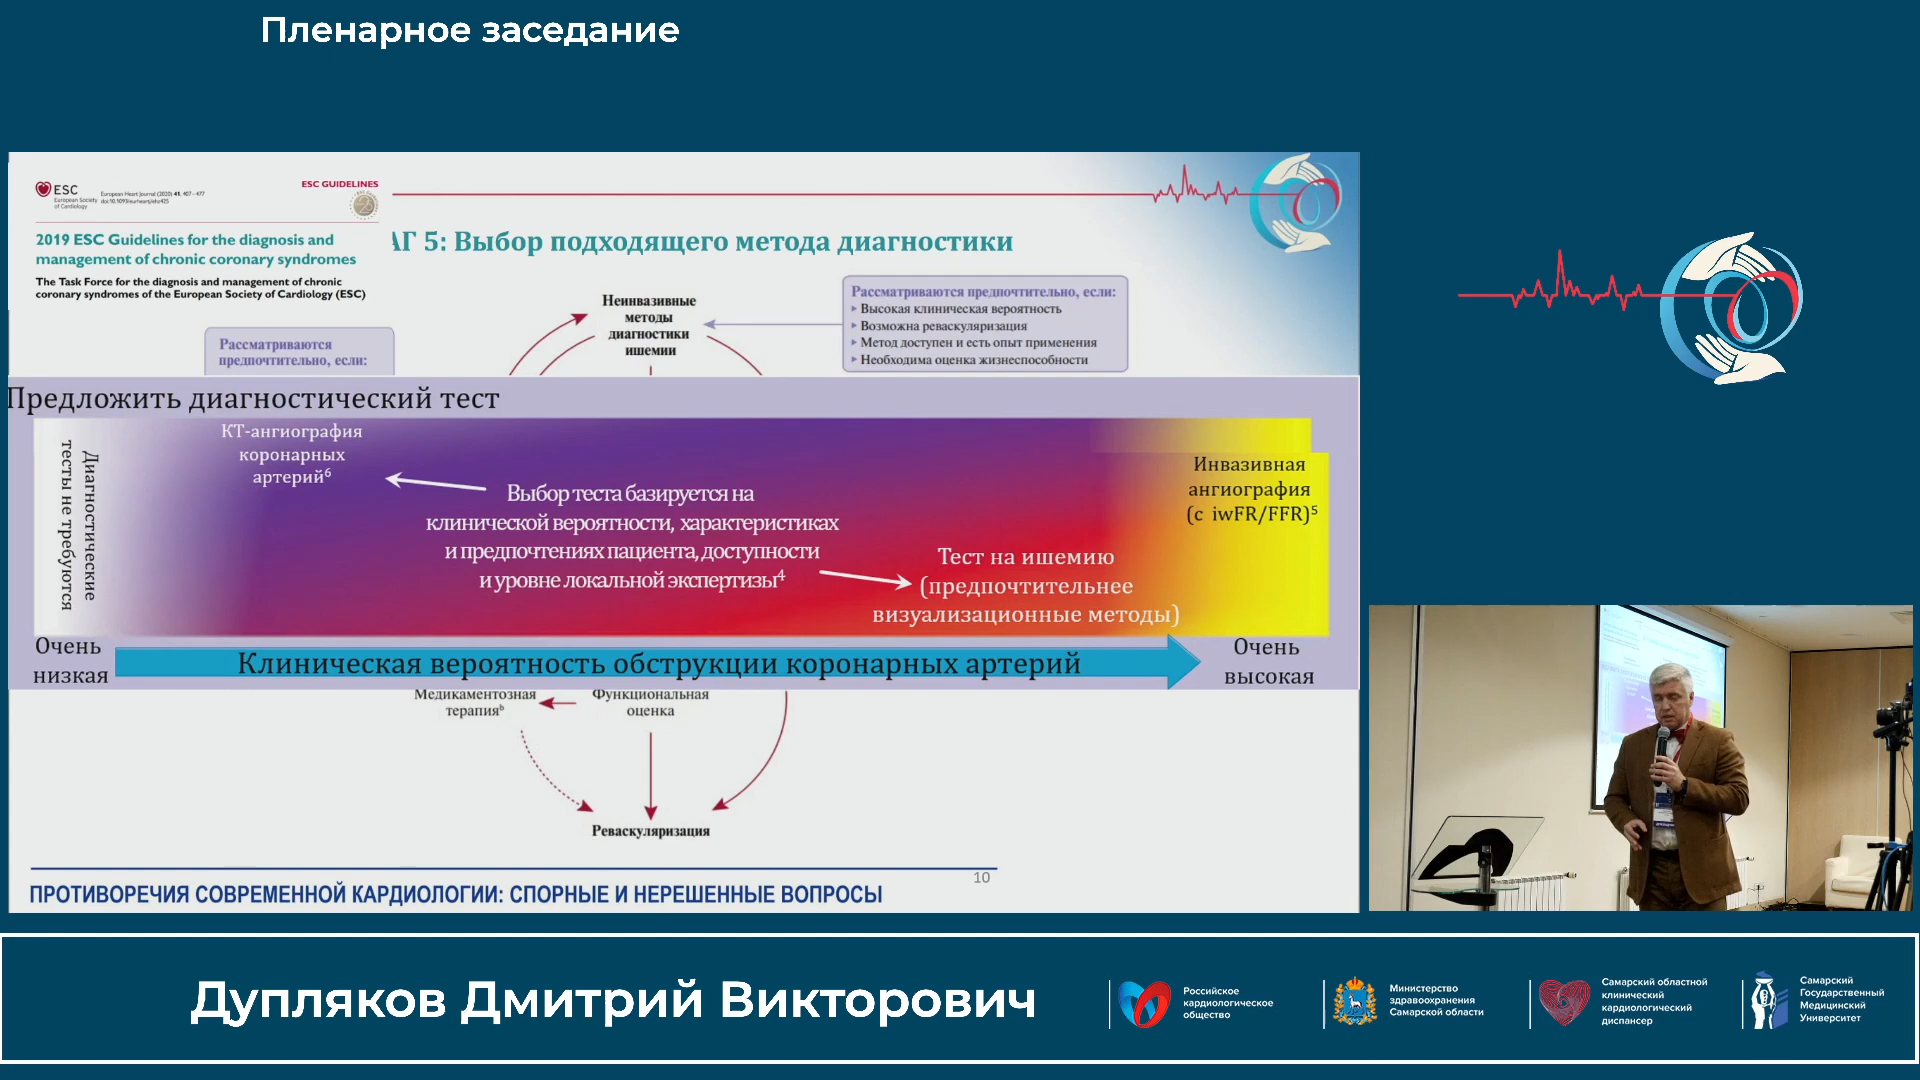 Пленарное заседание
ESC
European Society
of Cardiology
European Heart Journal (2020) 41, 407–477
doi:10.1093/eurheartj/ehz425
ESC GUIDELINES
2019 ESC Guidelines for the diagnosis and
management of chronic coronary syndromes
The Task Force for the diagnosis and management of chronic
coronary syndromes of the European Society of Cardiology (ESC)
АГ 5: Выбор подходящего метода диагностики
Неинвазивные
методы
диагностики
ишемии
Рассматриваются предпочтительно, если:
Высокая клиническая вероятность
Возможна реваскуляризация
Метод доступен и есть опыт применения
Необходима оценка жизнеспособности
Рассматриваются
предпочтительно, если:
Предложить диагностический тест
Диагностические
тесты не требуются
КТ-ангиография
коронарных
артерий6
Выбор теста базируется на
клинической вероятности, характеристиках
и предпочтениях пациента, доступности
и уровне локальной экспертизы4
Тест на ишемию
(предпочтительнее
визуализационные методы)
Инвазивная
ангиография
(с iwFR/FFR)5
Очень
низкая
Клиническая вероятность обструкции коронарных артерий
Очень
высокая
Медикаментозная
терапияb
Функциональная
оценка
Реваскуляризация
10
ПРОТИВОРЕЧИЯ СОВРЕМЕННОЙ КАРДИОЛОГИИ: СПОРНЫЕ И НЕРЕШЕННЫЕ ВОПРОСЫ
Дупляков Дмитрий Викторович
Российское
кардиологическое
общество
Министерство
здравоохранения
Самарской области
Самарский областной
клинический
кардиологический
диспансер
Самарский
Государственный
Медицинский
Университет